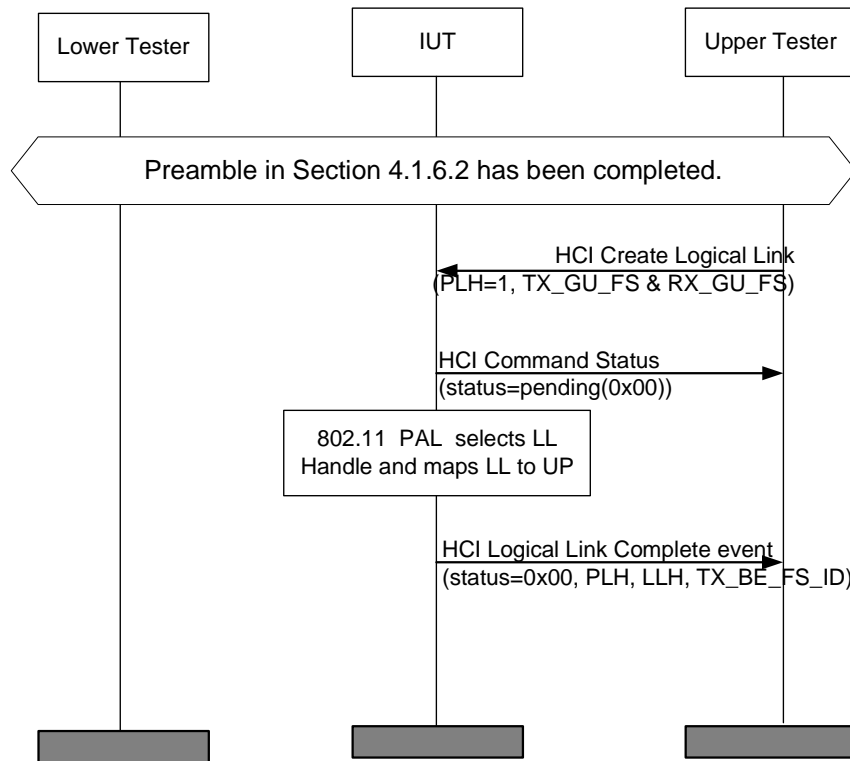 Lower Tester
IUT
Upper Tester
Preamble in Section 4.1.6.2 has been completed.
HCI Create Logical Link
(PLH=1, TX_GU_FS & RX_GU_FS)
HCI Command Status
(status=pending(0x00))
802.11 PAL selects LL
Handle and maps LL to UP
HCI Logical Link Complete event
(status=0x00, PLH, LLH, TX_BE_FS_ID)